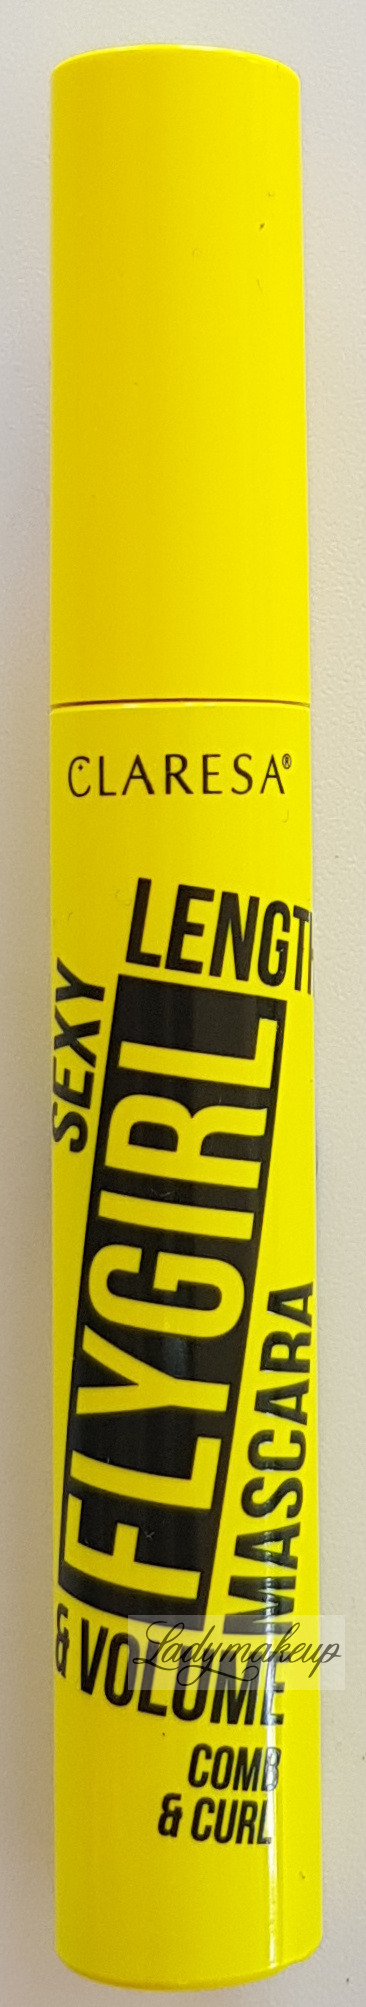 CLARESA®
LENGTH
SEXY
FLYGIRL
MASCARA
& VOLUME
Ladymakeup
COMB
& CURL